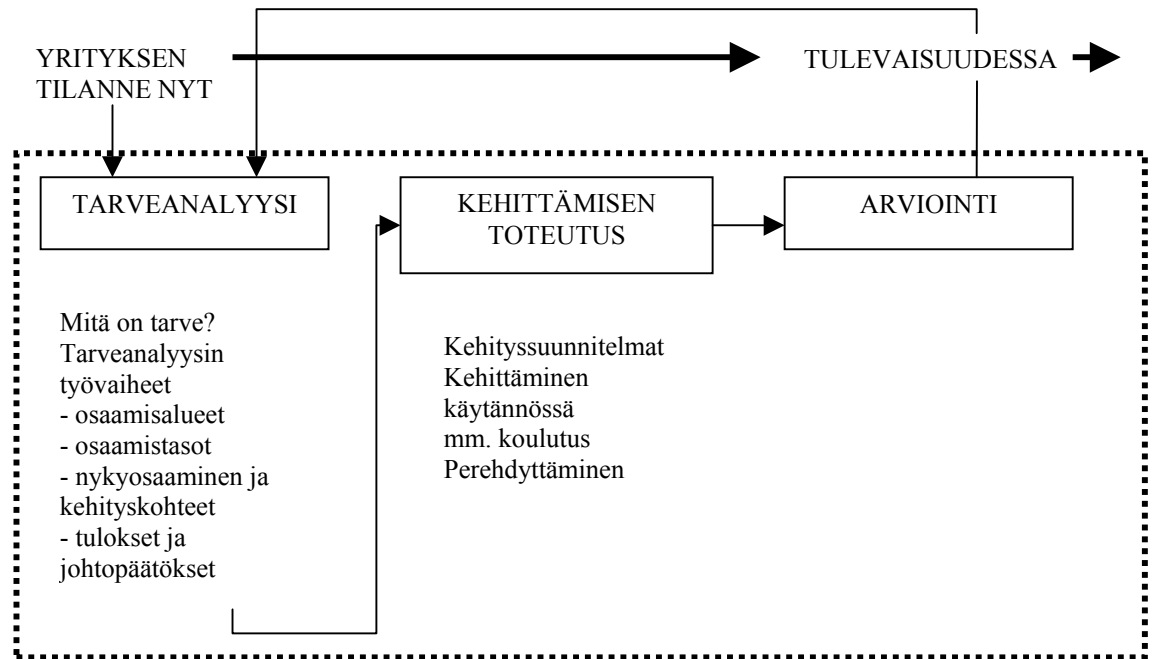 YRITYKSEN
TILANNE NYT
TULEVAISUUDESSA
TARVEANALYYSI
KEHITTÄMISEN
TOTEUTUS
ARVIOINTI
Mitä on tarve?
Tarveanalyysin
työvaiheet
- osaamisalueet
- osaamistasot
- nykyosaaminen ja
kehityskohteet
- tulokset ja
johtopäätökset
Kehityssuunnitelmat
Kehittäminen
käytännössä
mm. koulutus
Perehdyttäminen